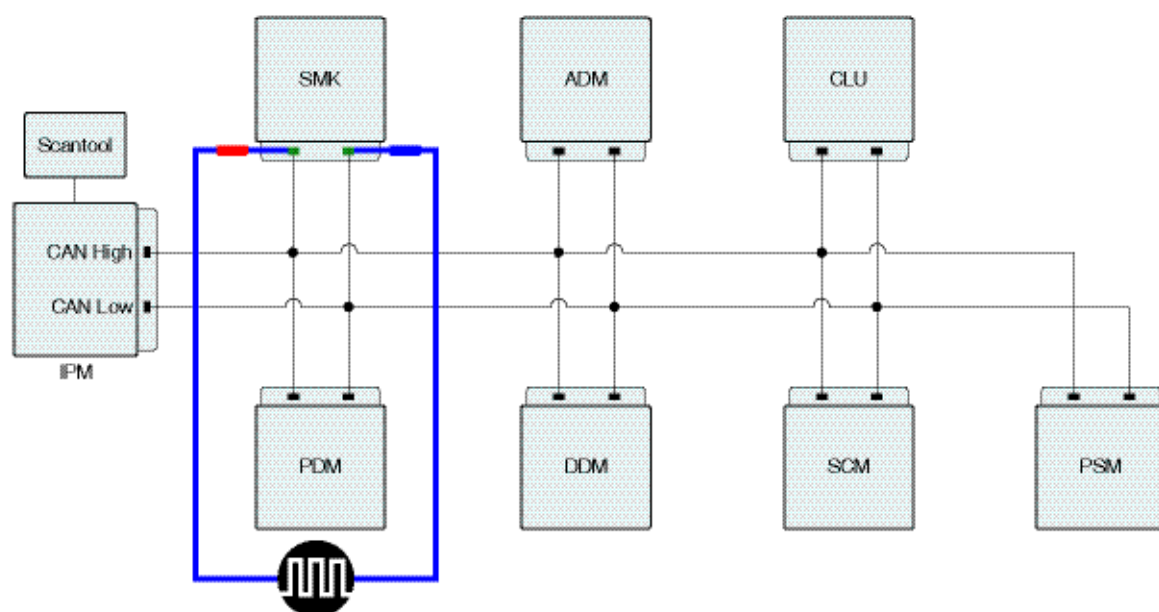 SMK
ADM
CLU
Scantool
CAN High
CAN Low
IPM
PDM
DDM
SCM
PSM